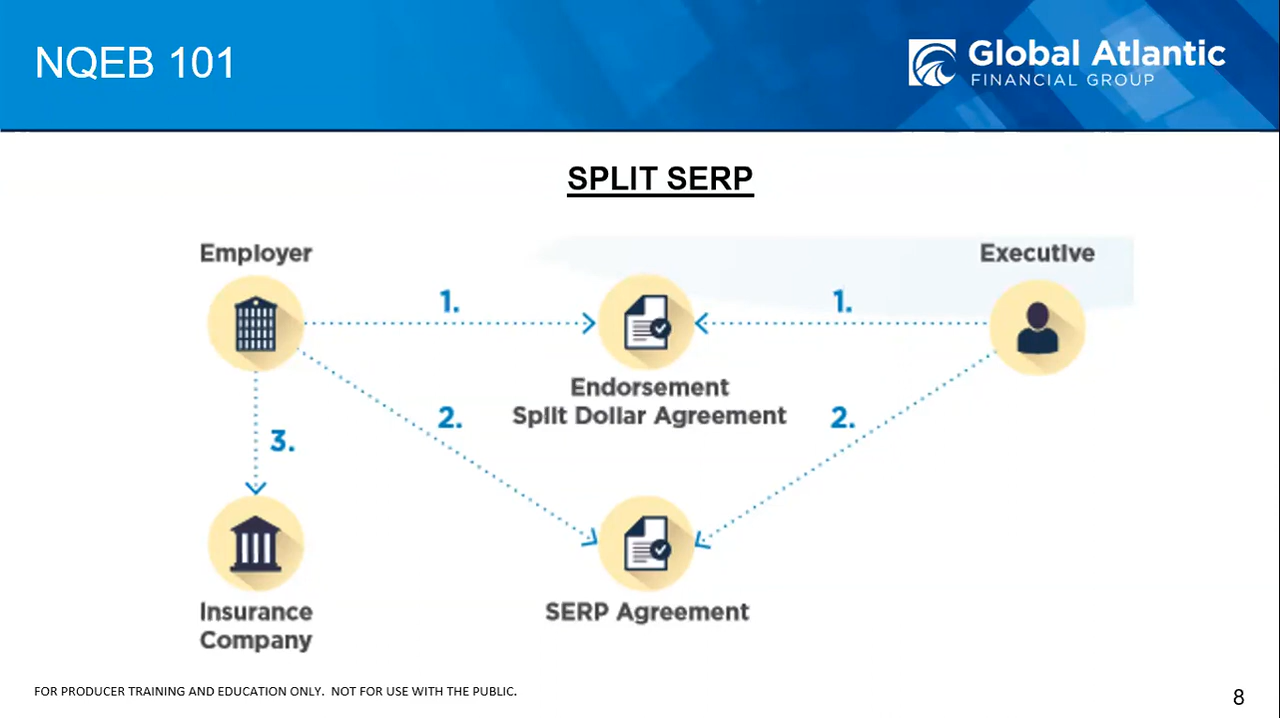 NQEB 101
Global Atlantic
FINANCIAL GROUP
SPLIT SERP
Employer
Executive
1.
1.
Endorsement
Split Dollar Agreement
2.
2.
3.
Insurance
Company
SERP Agreement
FOR PRODUCER TRAINING AND EDUCATION ONLY. NOT FOR USE WITH THE PUBLIC.
8